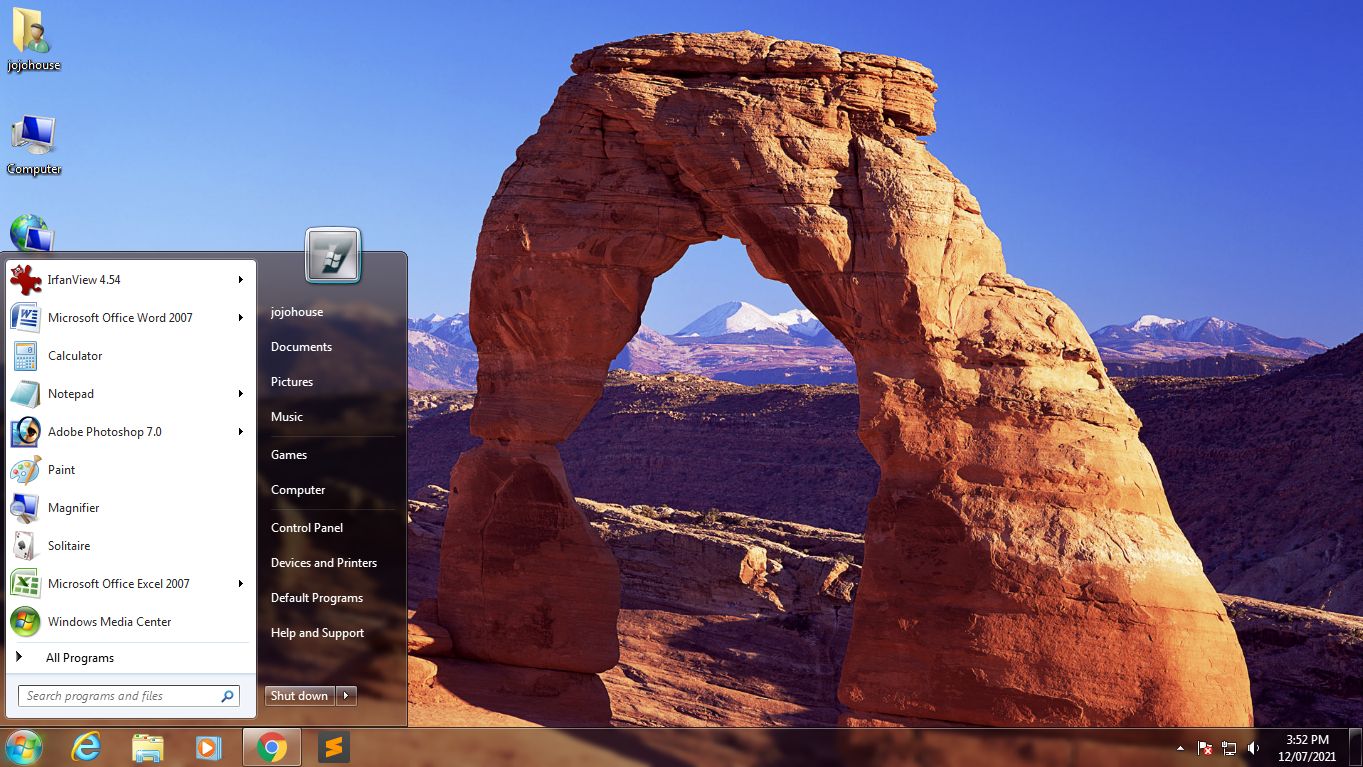 jojohouse
Computer
IrfanView 4.54
Microsoft Office Word 2007
Calculator
Notepad
Adobe Photoshop 7.0
Paint
Magnifier
Solitaire
Microsoft Office Excel 2007
Windows Media Center
All Programs
Search programs and files
jojohouse
Documents
Pictures
Music
Games
Computer
Control Panel
Devices and Printers
Default Programs
Help and Support
Shut down
3:52 PM
12/07/2021